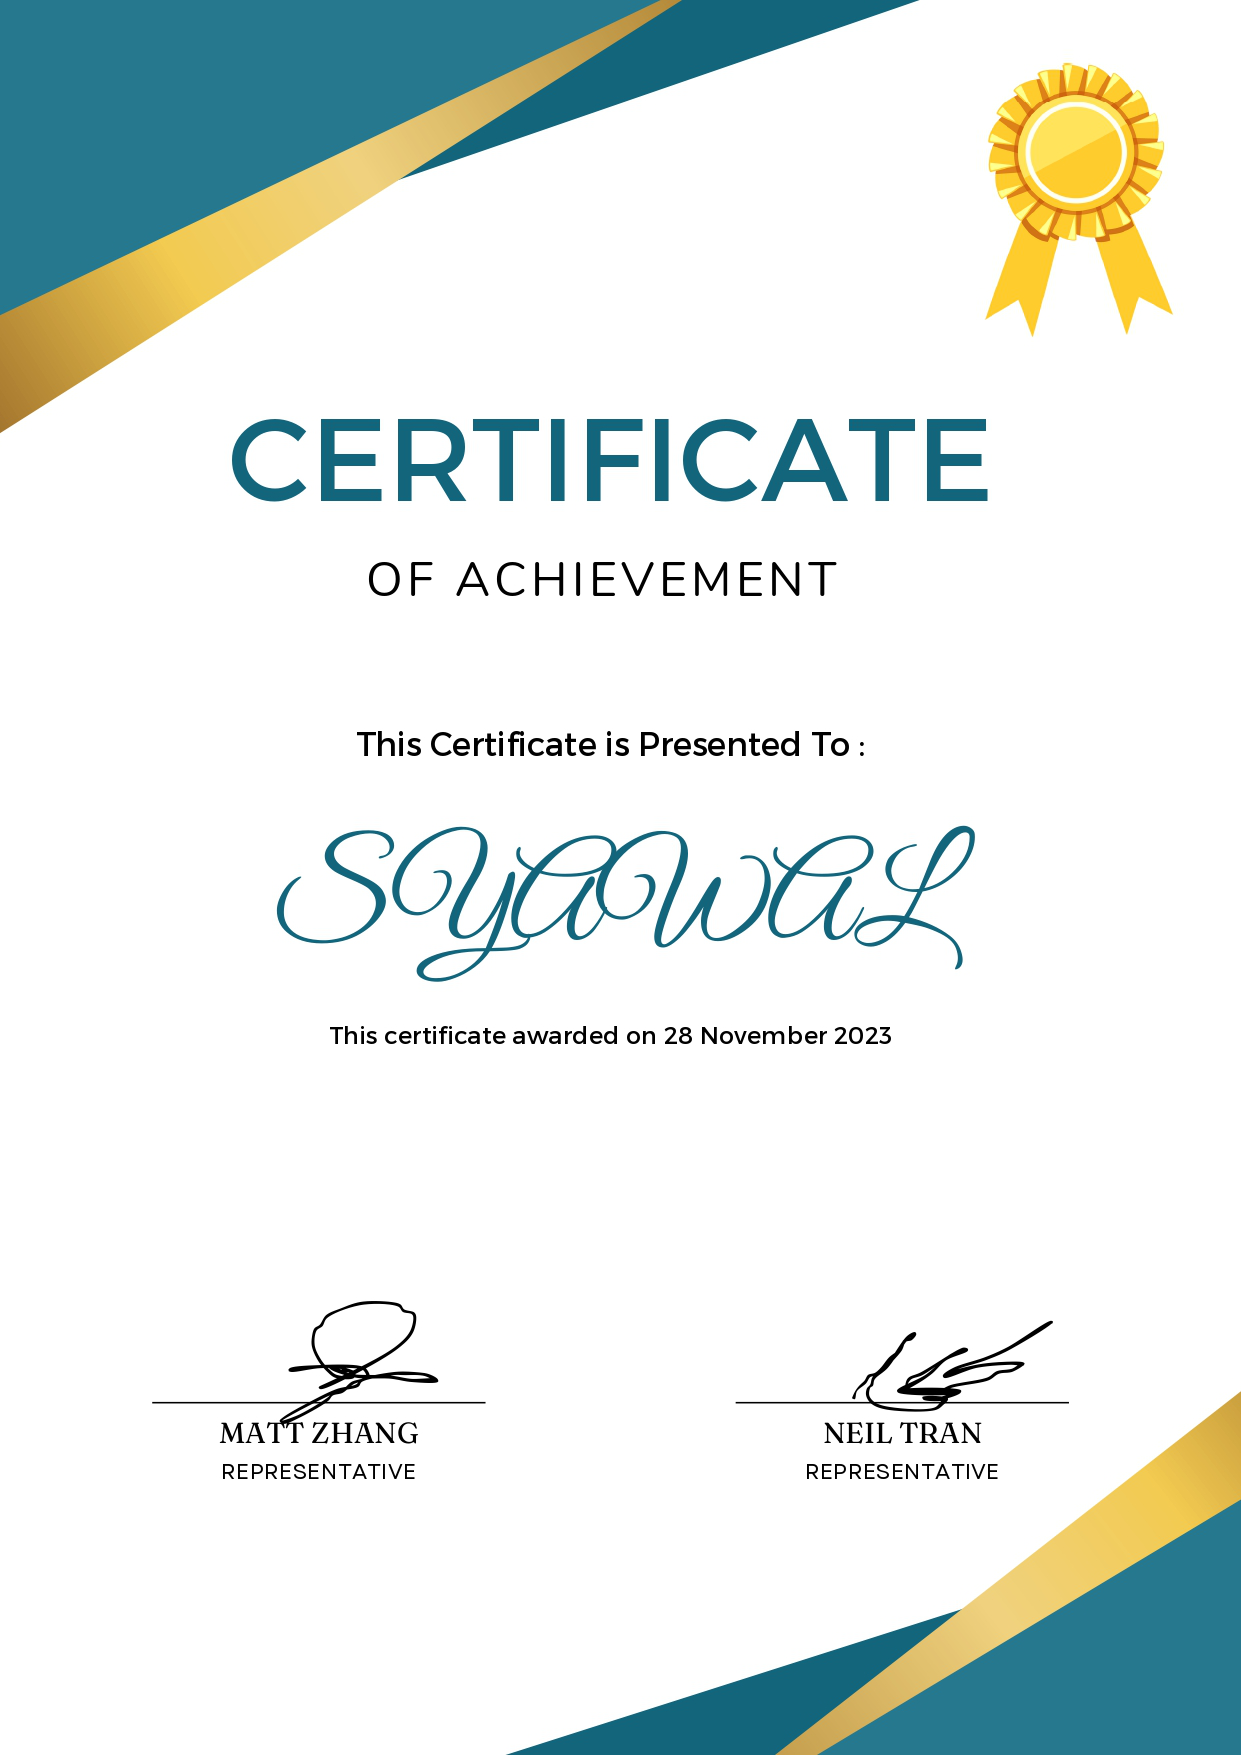 CERTIFICATE
OF ACHIEVEMENT
This Certificate is Presented To :
SYAWAL
This certificate awarded on 28 November 2023
MATT ZHANG
REPRESENTATIVE
NEIL TRAN
REPRESENTATIVE